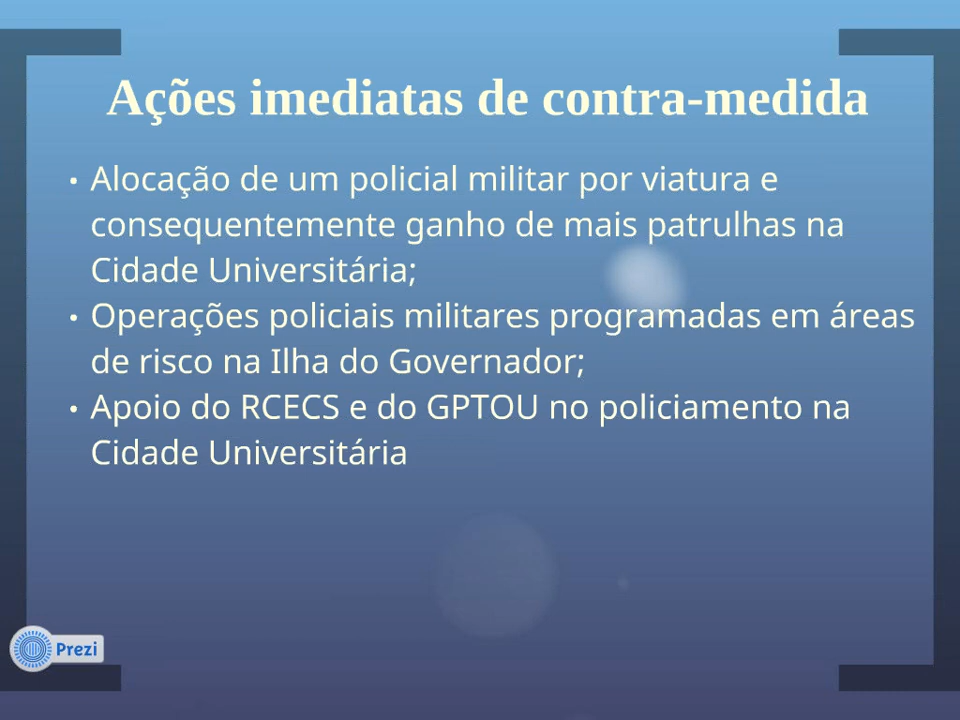 Ações imediatas de contra-medida
• Alocação de um policial militar por viatura e
consequentemente ganho de mais patrulhas na
Cidade Universitária;
• Operações policiais militares programadas em áreas
de risco na Ilha do Governador;
• Apoio do RCECS e do GPTOU no policiamento na
Cidade Universitária
Prezi